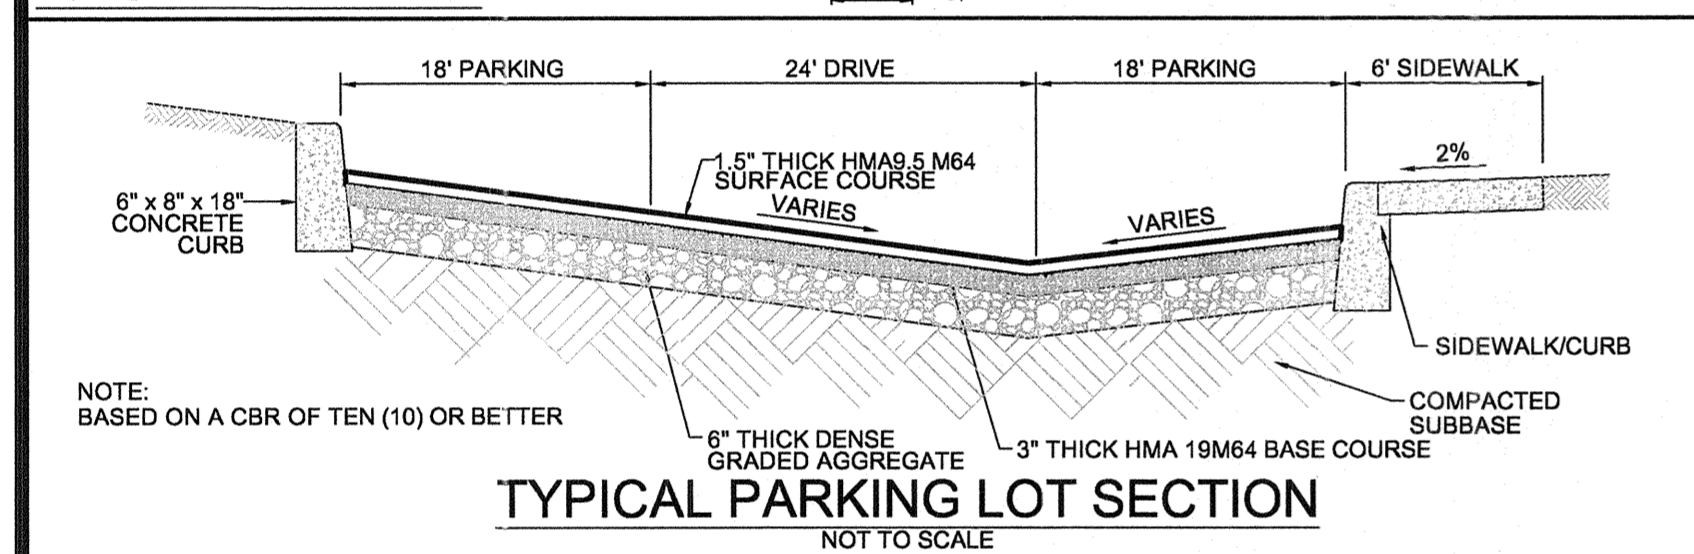 18' PARKING
24' DRIVE
18' PARKING
6' SIDEWALK
2%
1.5" THICK HMA9.5 M64
SURFACE COURSE
VARIES
VARIES
6" x 8" x 18"
CONCRETE
CURB
SIDEWALK/CURB
NOTE:
BASED ON A CBR OF TEN (10) OR BETTER
COMPACTED
SUBBASE
6" THICK DENSE
GRADED AGGREGATE
3" THICK HMA 19M64 BASE COURSE
TYPICAL PARKING LOT SECTION
NOT TO SCALE